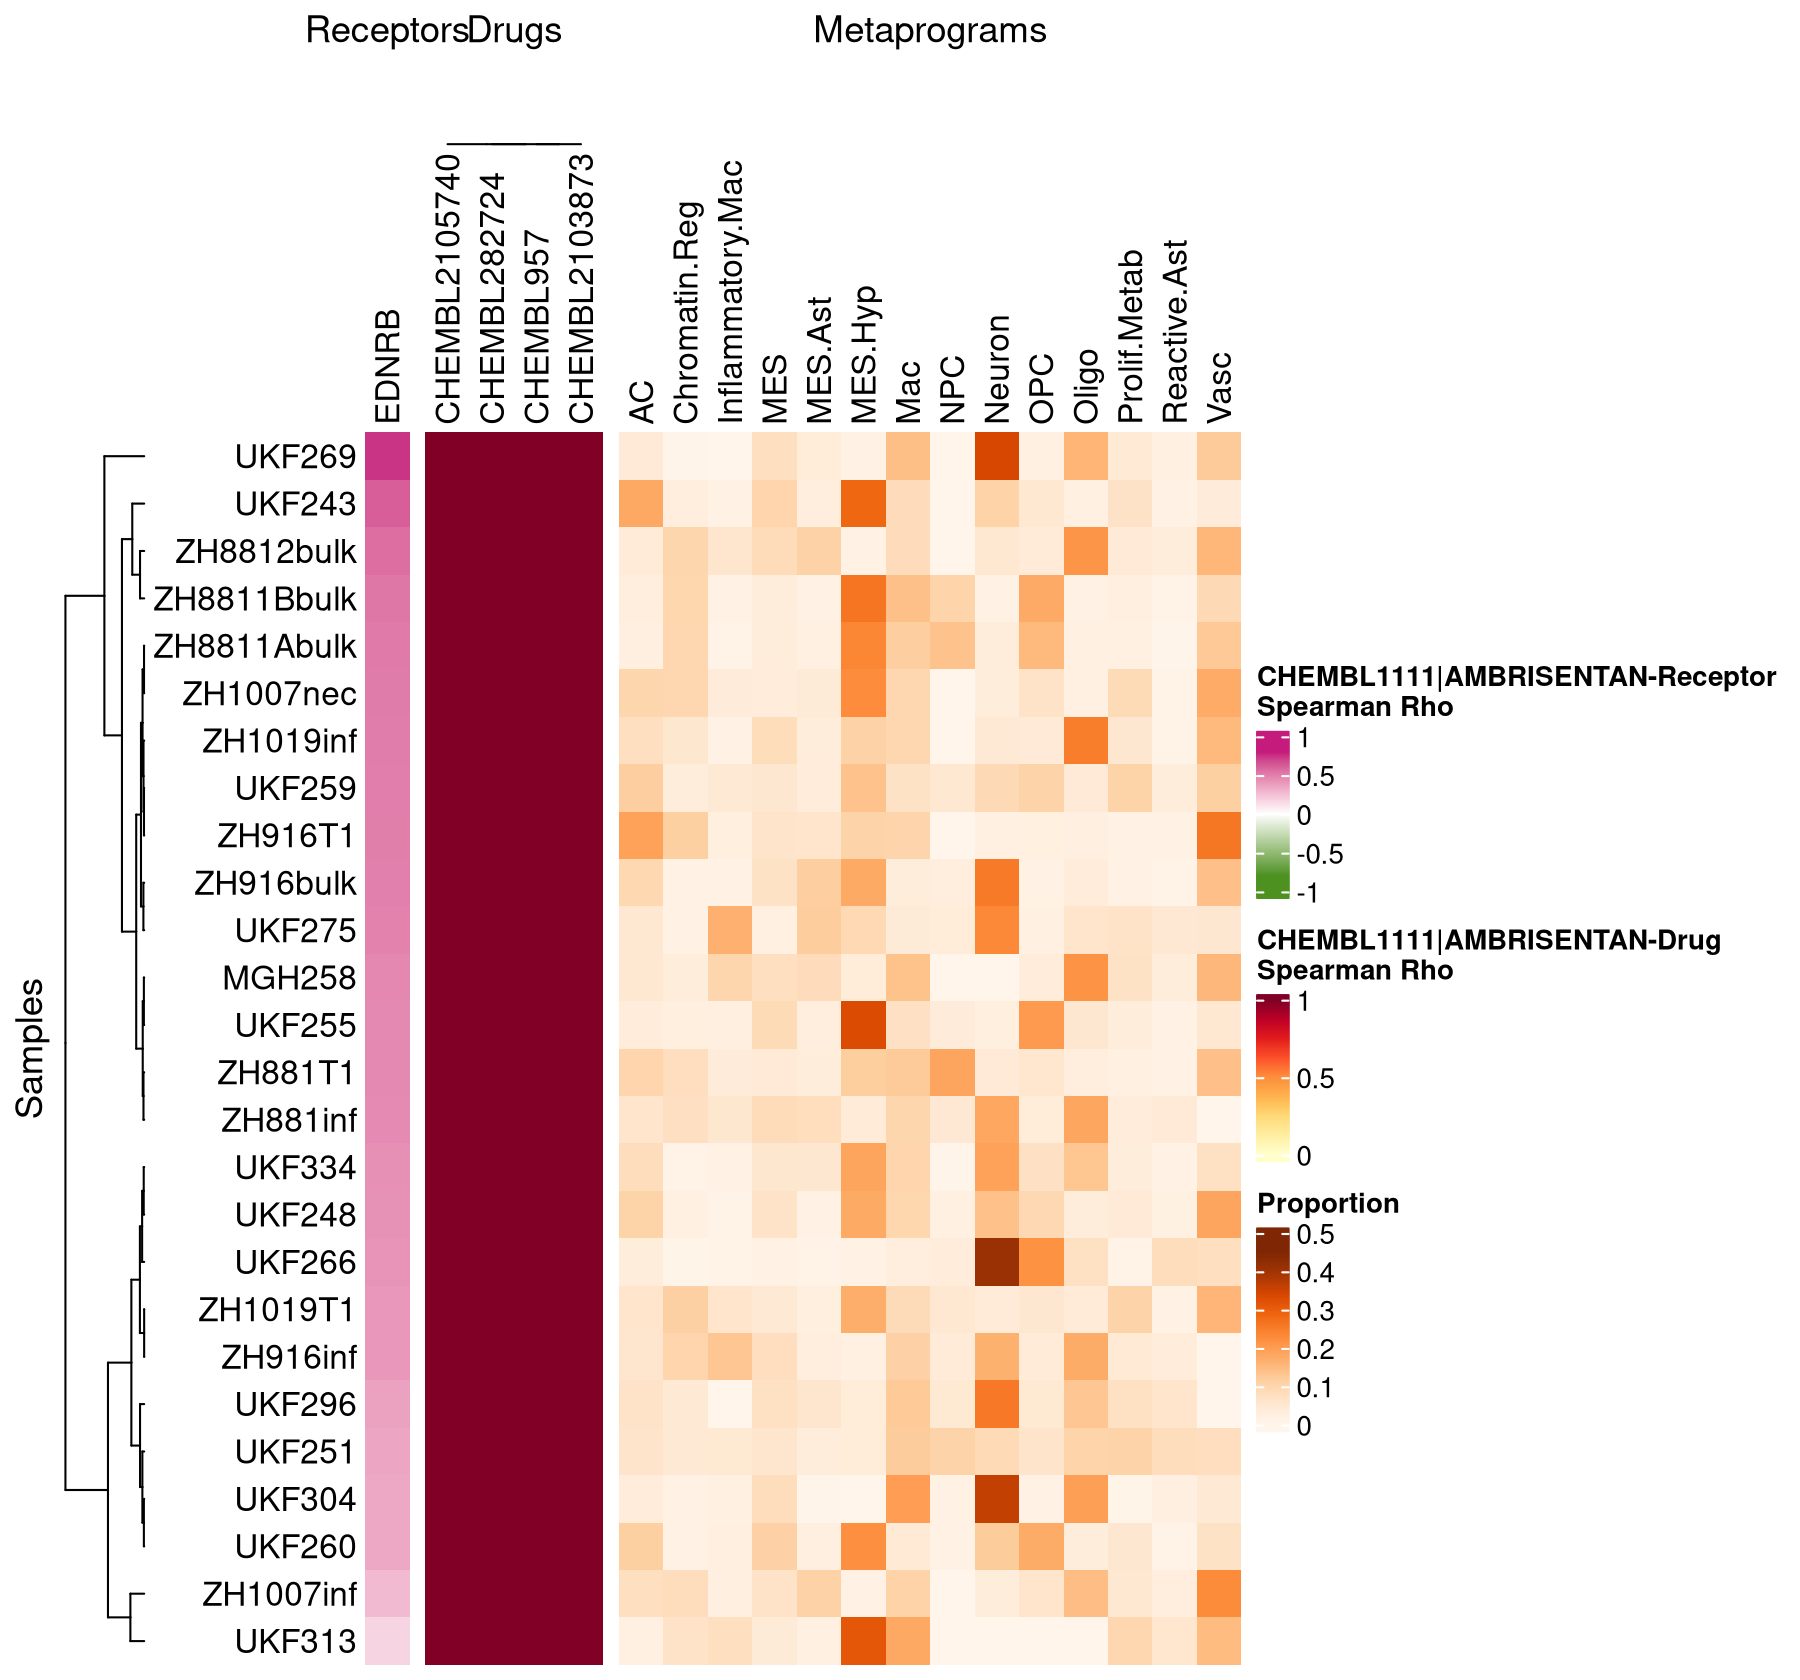 ReceptorsDrugs
Metaprograms
EDNRB
CHEMBL2105740
CHEMBL282724
CHEMBL957
CHEMBL2103873
AC
Chromatin.Reg
Inflammatory.Mac
MES
MES.Ast
MES.Hyp
Mac
NPC
Neuron
OPC
Oligo
Prolif.Metab
Reactive.Ast
Vasc
Samples
UKF269
UKF243
ZH8812bulk
ZH8811Bbulk
ZH8811Abulk
ZH1007nec
ZH1019inf
UKF259
ZH916T1
ZH916bulk
UKF275
MGH258
UKF255
ZH881T1
ZH881inf
UKF334
UKF248
UKF266
ZH1019T1
ZH916inf
UKF296
UKF251
UKF304
UKF260
ZH1007inf
UKF313
CHEMBL1111|AMBRISENTAN-Receptor
Spearman Rho
1
0.5
0
-0.5
-1
CHEMBL1111|AMBRISENTAN-Drug
Spearman Rho
1
0.5
0
Proportion
0.5
0.4
0.3
0.2
0.1
0